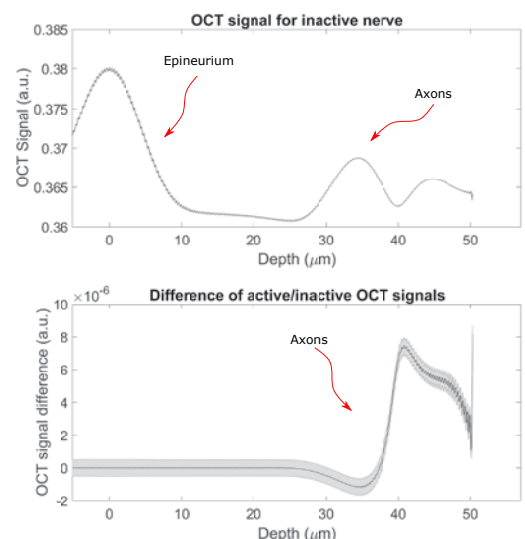 OCT signal for inactive nerve
0.385
0.38
0.375
0.37
0.365
0.36
OCT Signal (a.u.)
Epineurium
Axons
0 10 20 30 40 50
Depth (μm)
×10⁻⁶
Difference of active/inactive OCT signals
10
8
6
4
2
0
-2
OCT signal difference (a.u.)
Axons
0 10 20 30 40 50
Depth (μm)